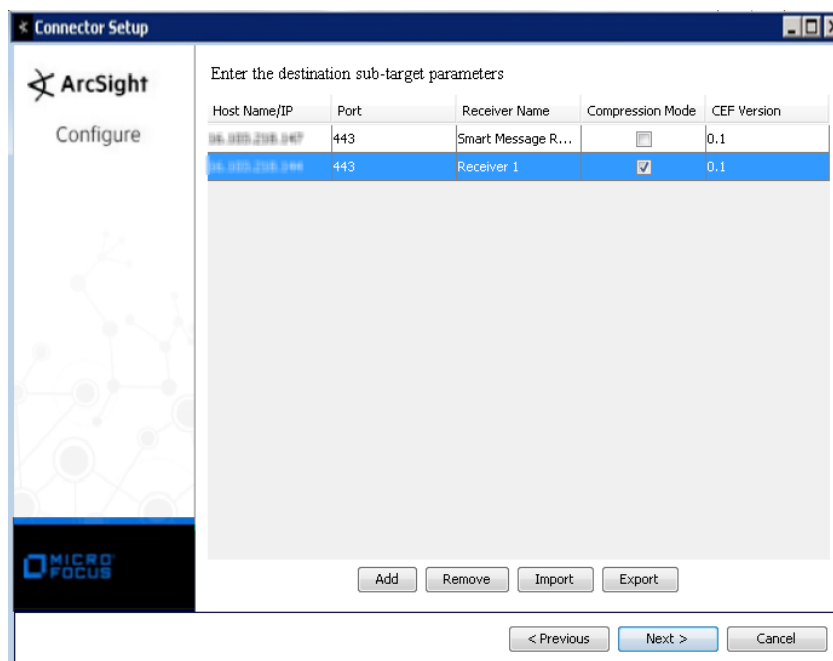 Connector Setup
ArcSight
Configure
Enter the destination sub-target parameters
Host Name/IP Port Receiver Name Compression Mode CEF Version
443 Smart Message R... 0.1
443 Receiver 1 0.1
Add Remove Import Export
MICRO
FOCUS
< Previous Next > Cancel